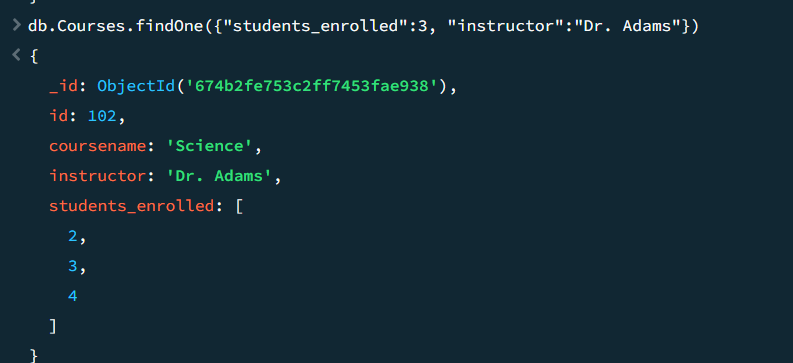 }
> db.Courses.findOne({"students_enrolled":3, "instructor":"Dr. Adams"})
< {
_id: ObjectId('674b2fe753c2ff7453fae938'),
id: 102,
coursename: 'Science',
instructor: 'Dr. Adams',
students_enrolled: [
2,
3,
4
]
}